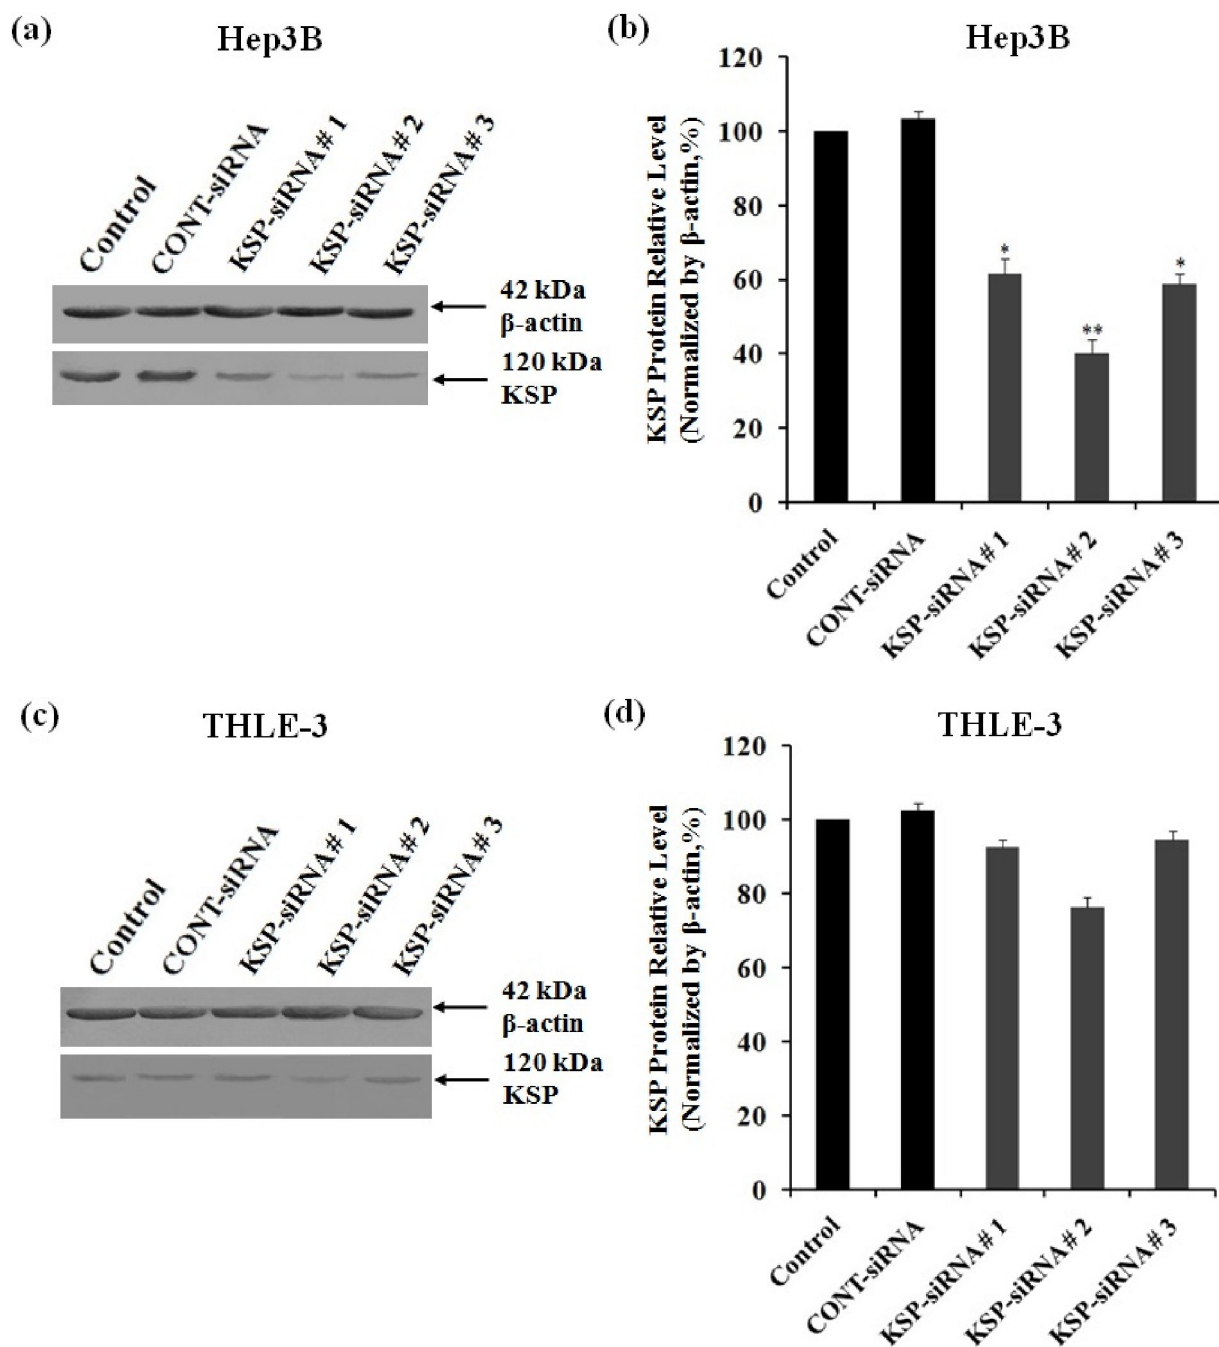 (a)
Hep3B
Control
CONT-siRNA
KSP-siRNA# 1
KSP-siRNA# 2
KSP-siRNA# 3
42 kDa
β-actin
120 kDa
KSP
(b)
Hep3B
KSP Protein Relative Level
(Normalized by β-actin,%)
120
100
80
60
40
20
0
*
**
*
Control
CONT-siRNA
KSP-siRNA# 1
KSP-siRNA# 2
KSP-siRNA# 3
(c)
THLE-3
Control
CONT-siRNA
KSP-siRNA# 1
KSP-siRNA# 2
KSP-siRNA# 3
42 kDa
β-actin
120 kDa
KSP
(d)
THLE-3
KSP Protein Relative Level
(Normalized by β-actin,%)
120
100
80
60
40
20
0
Control
CONT-siRNA
KSP-siRNA# 1
KSP-siRNA# 2
KSP-siRNA# 3